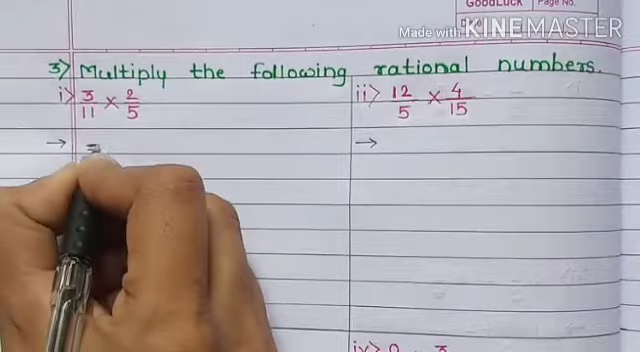 GOODLUCK Page No.
Made with KINEMASTER
3) Multiply the following rational numbers.
i) 3/11 × 2/5 ii) 12/5 × 4/15
→ = →
iv)